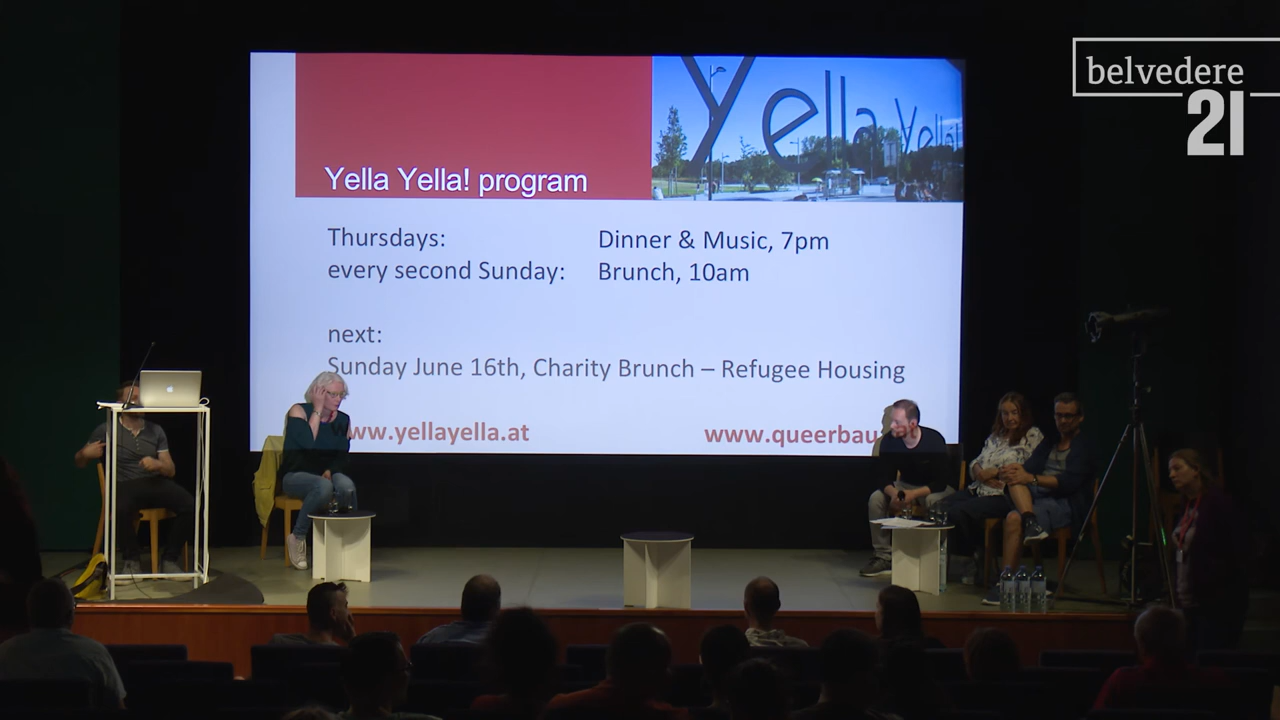 belvedere
21
Yella
Yella
Yella Yella! program
Thursdays: Dinner & Music, 7pm
every second Sunday: Brunch, 10am
next:
Sunday June 16th, Charity Brunch – Refugee Housing
www.yellayella.at
www.queerbau